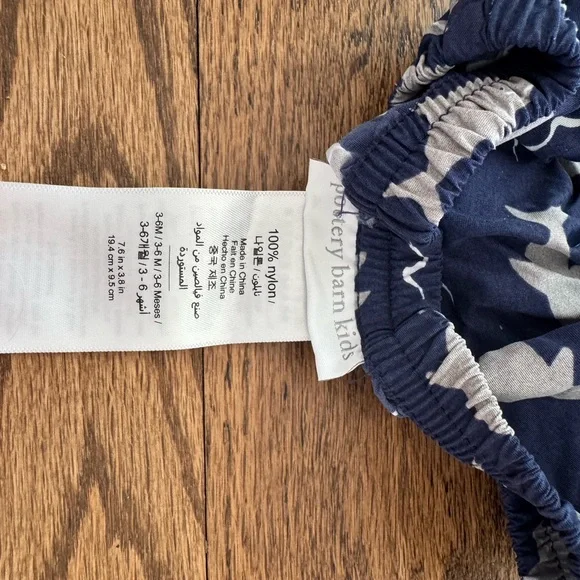 pottery barn kids
100% nylon /
나일론 / نايلون
Made in China
Fait en Chine
Hecho en China
중국 제조
صنع في الصين من المواد
المستوردة
3-6M / 3-6 M / 3-6 Meses /
3-6개월 / 3 - 6 أشهر
7.6 in x 3.8 in
19.4 cm x 9.5 cm